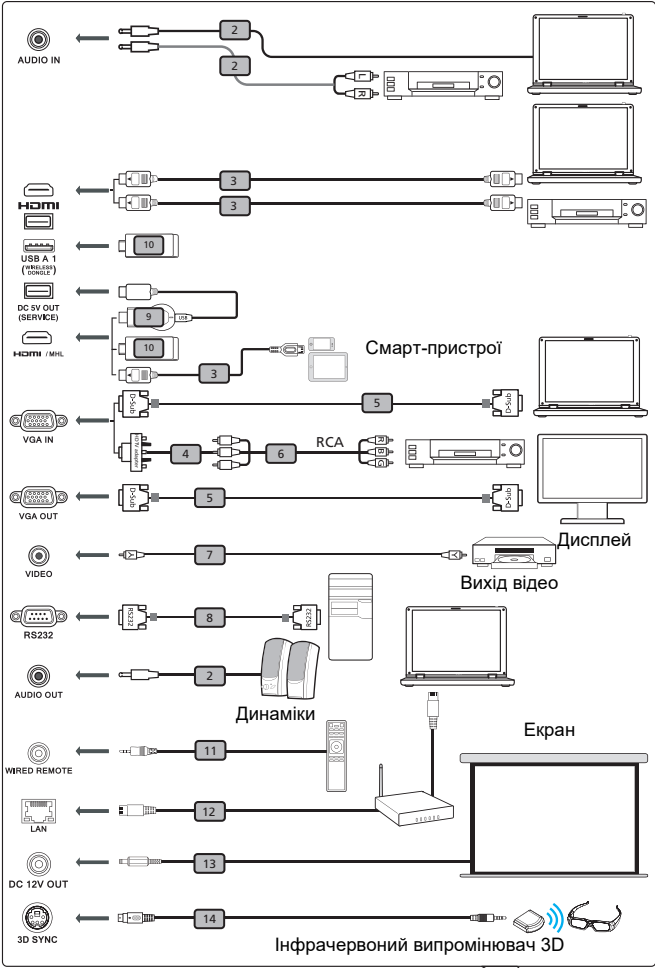 2
AUDIO IN
2
L
R
3
HDMI
3
USB A 1
(WIRELESS DONGLE)
10
DC 5V OUT
(SERVICE)
9
USB
HDMI / MHL
10
Смарт-пристрої
3
D-Sub
5
D-Sub
VGA IN
HDTV adapter
4
6
RCA
R
B
G
D-Sub
5
D-Sub
VGA OUT
Дисплей
Y
7
Y
VIDEO
Вихід відео
RS232
8
RS232
RS232
2
AUDIO OUT
Динаміки
Екран
11
WIRED REMOTE
12
LAN
13
DC 12V OUT
14
3D SYNC
Інфрачервоний випромінювач 3D